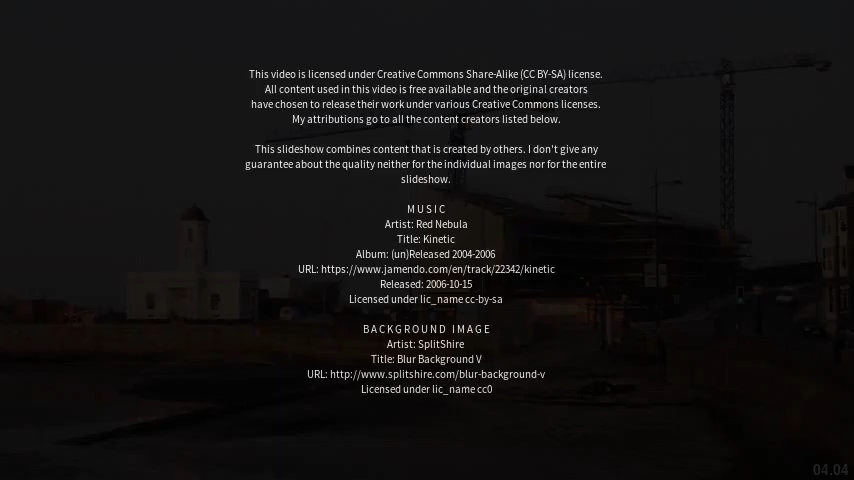 This video is licensed under Creative Commons Share-Alike (CC BY-SA) license.
All content used in this video is free available and the original creators
have chosen to release their work under various Creative Commons licenses.
My attributions go to all the content creators listed below.
This slideshow combines content that is created by others. I don't give any
guarantee about the quality neither for the individual images nor for the entire
slideshow.
MUSIC
Artist: Red Nebula
Title: Kinetic
Album: (un)Released 2004-2006
URL: https://www.jamendo.com/en/track/22342/kinetic
Released: 2006-10-15
Licensed under lic_name cc-by-sa
BACKGROUND IMAGE
Artist: SplitShire
Title: Blur Background V
URL: http://www.splitshire.com/blur-background-v
Licensed under lic_name cc0
04.04